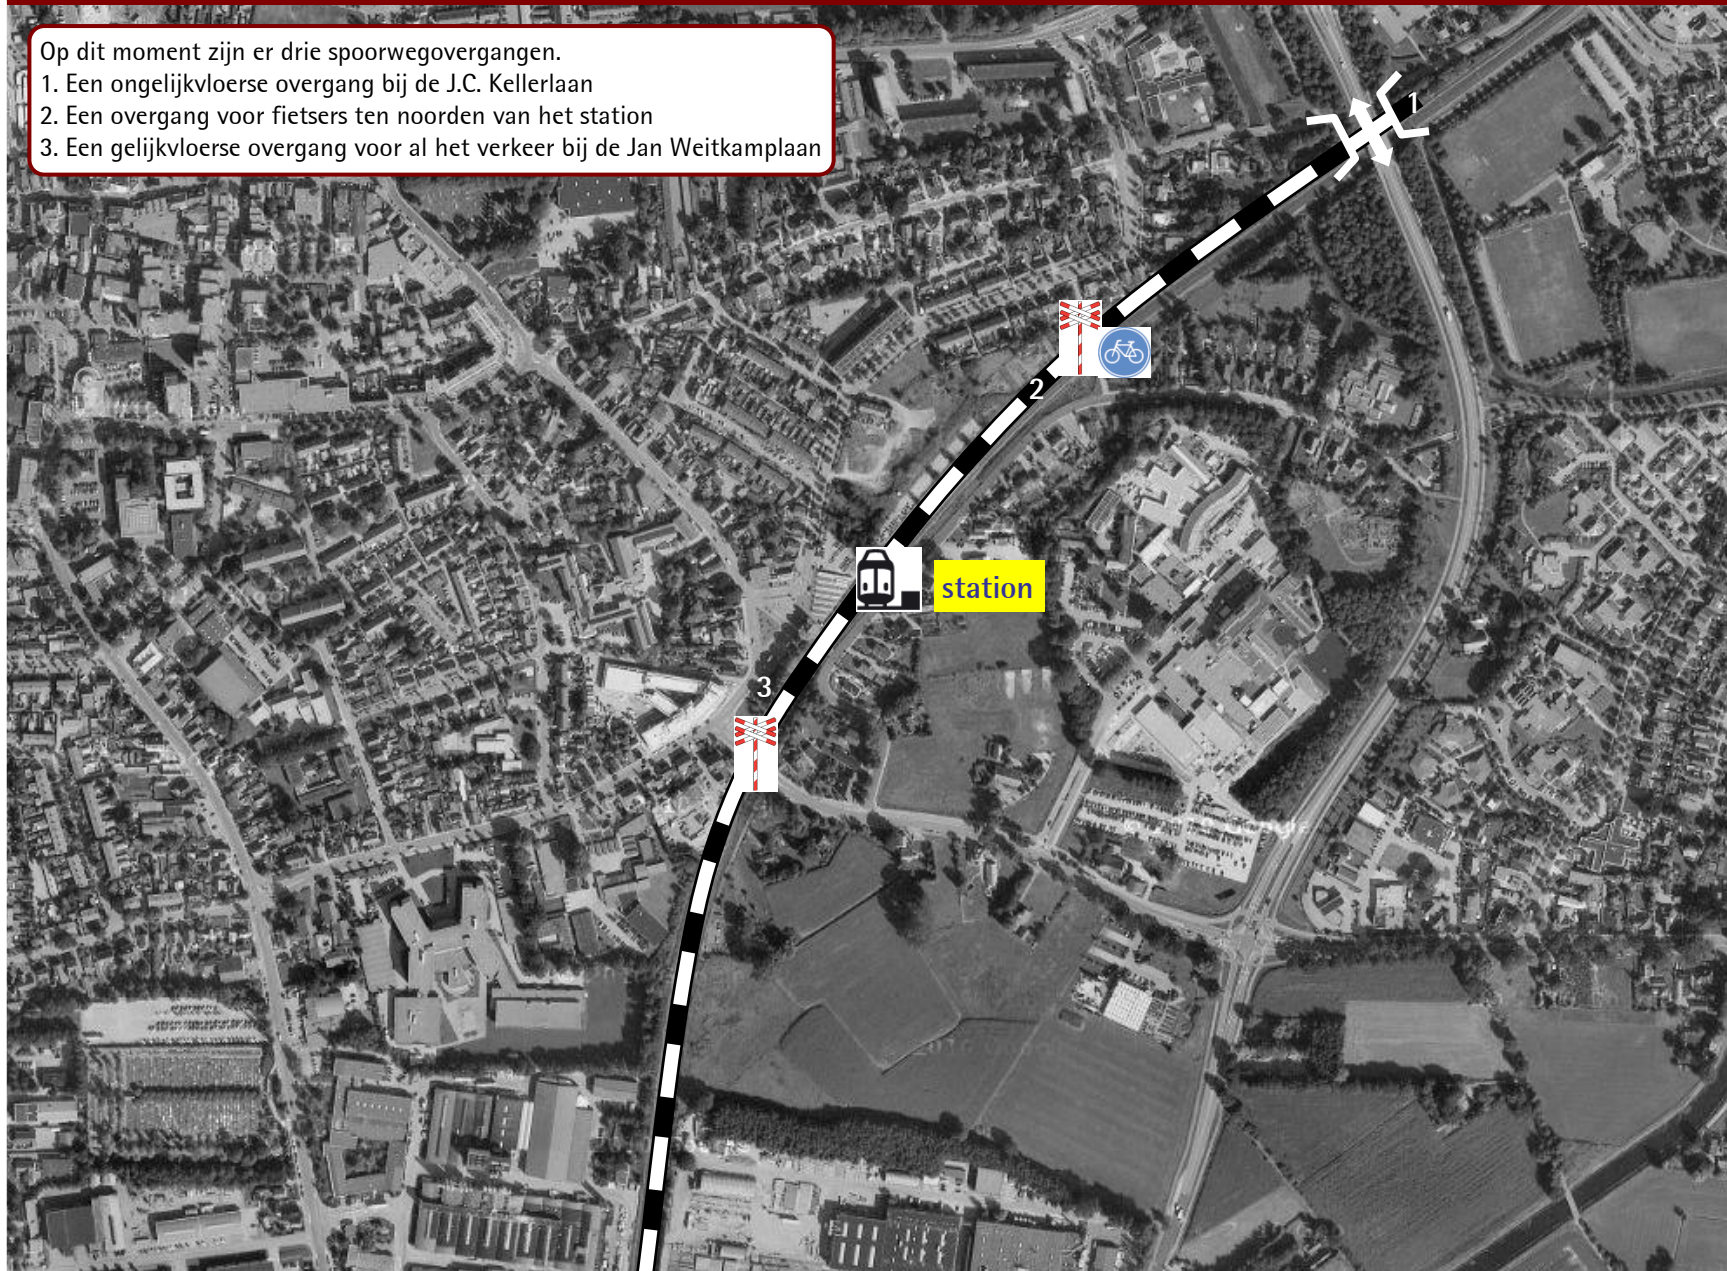 Op dit moment zijn er drie spoorwegovergangen.
1. Een ongelijkvloerse overgang bij de J.C. Kellerlaan
2. Een overgang voor fietsers ten noorden van het station
3. Een gelijkvloerse overgang voor al het verkeer bij de Jan Weitkamplaan
1
2
station
3